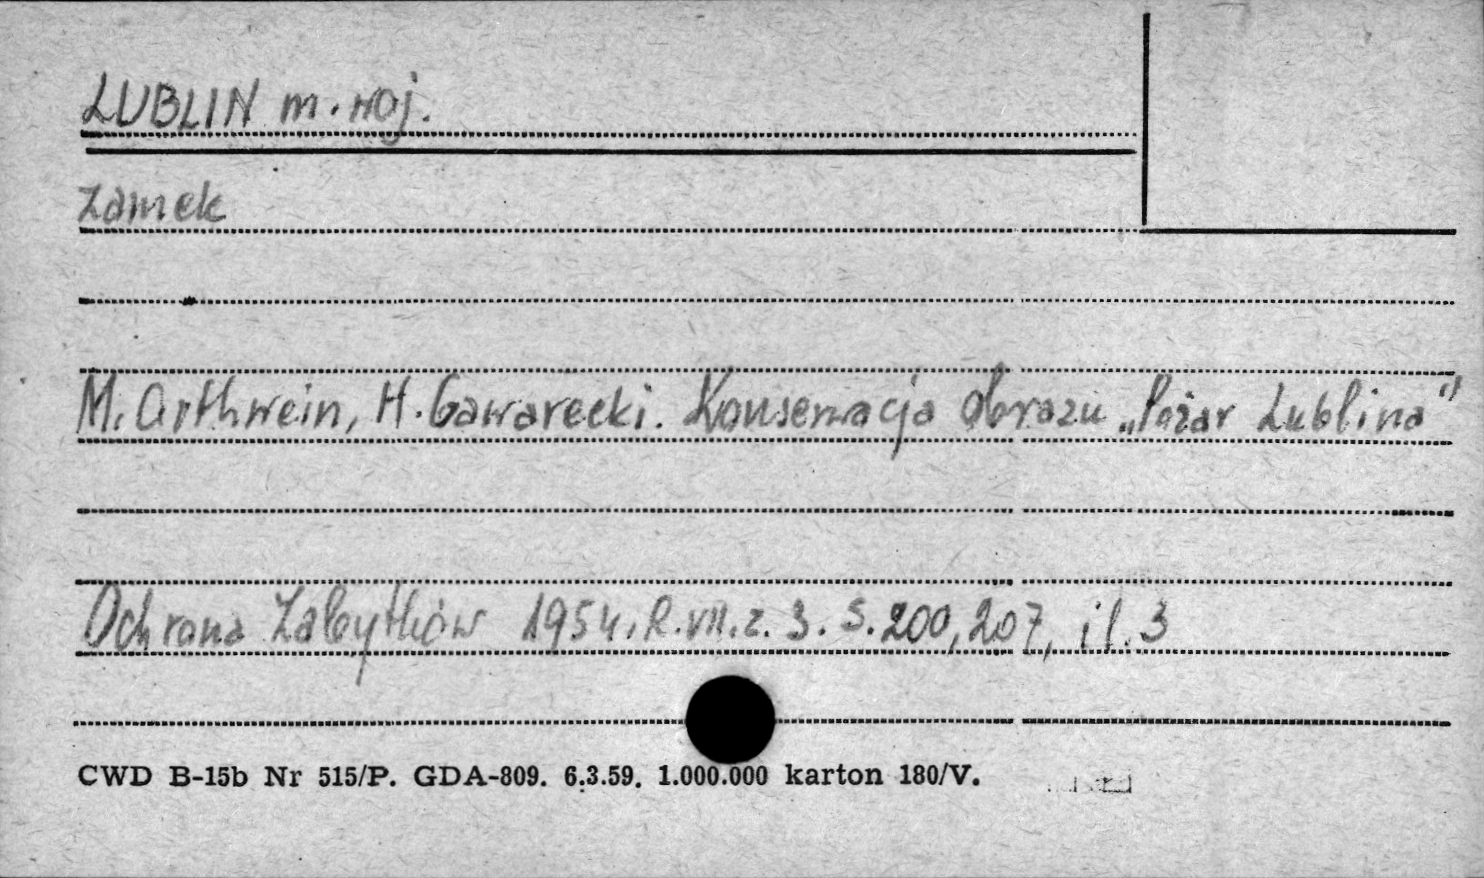 LUBLIN m. woj.
Zamek
M. Arthwein, H. Gawarecki. Konserwacja obrazu „Pożar Lublina"
Ochrona Zabytków 1954. R. VII. z. 3. s. 200, 207, il. 3
CWD B-15b Nr 515/P. GDA-809. 6.3.59. 1.000.000 karton 180/V.